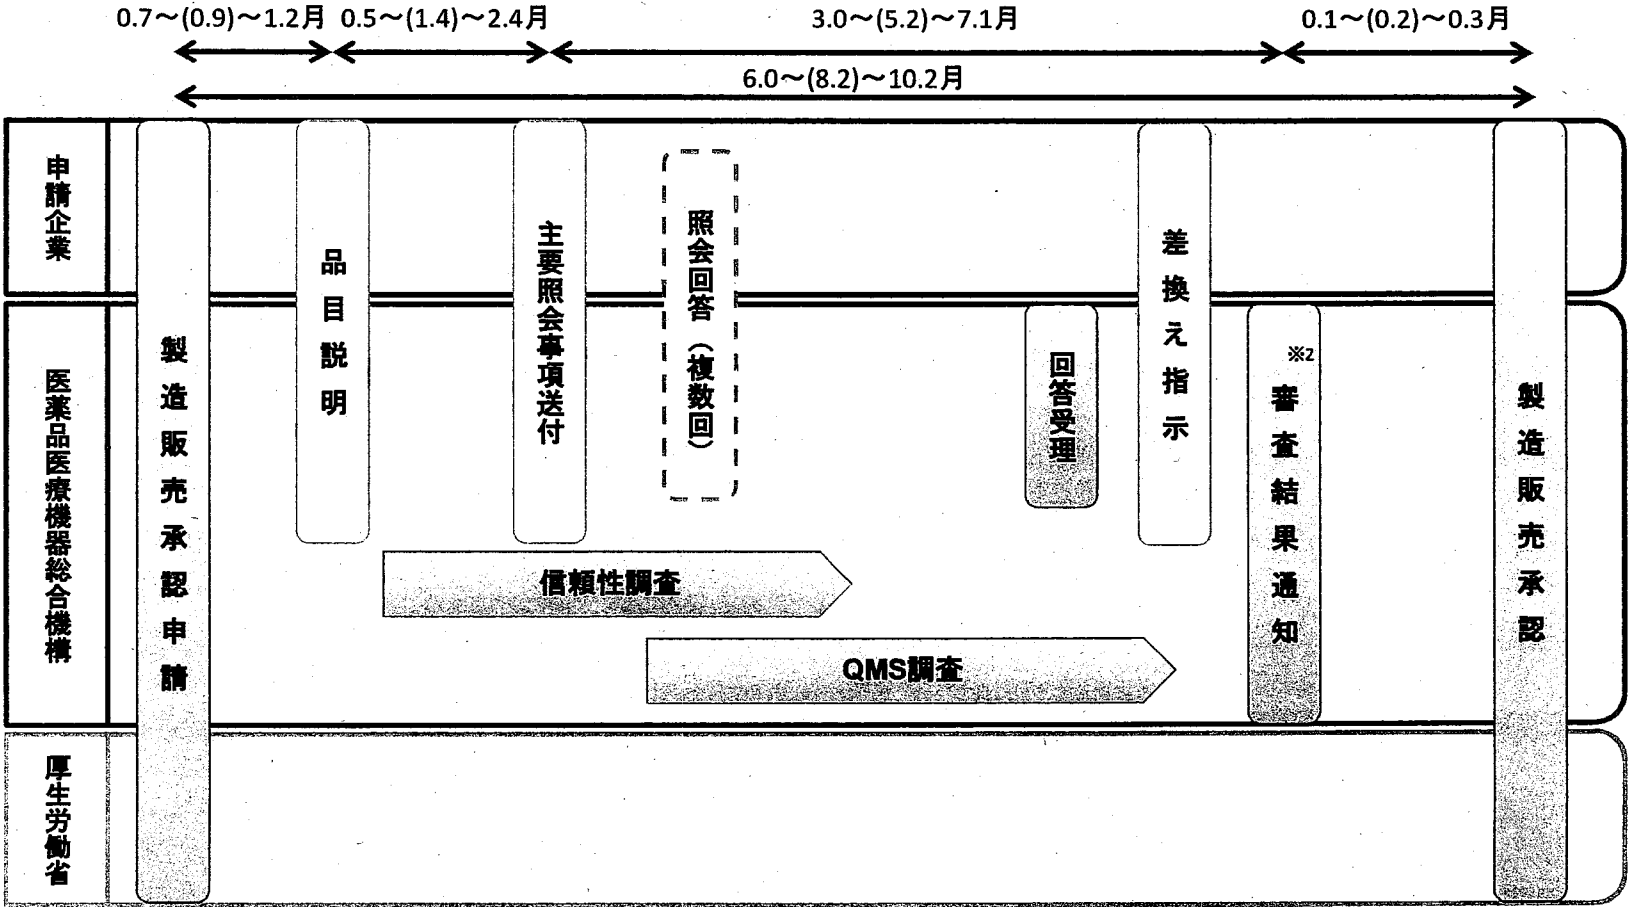 0.7～(0.9)～1.2月 0.5～(1.4)～2.4月 3.0～(5.2)～7.1月 0.1～(0.2)～0.3月
6.0～(8.2)～10.2月
申請企業
医薬品医療機器総合機構
厚生労働省
製造販売承認申請
品目説明
主要照会事項送付
照会回答（複数回）
回答受理
差換え指示
※2
審査結果通知
製造販売承認
信頼性調査
QMS調査